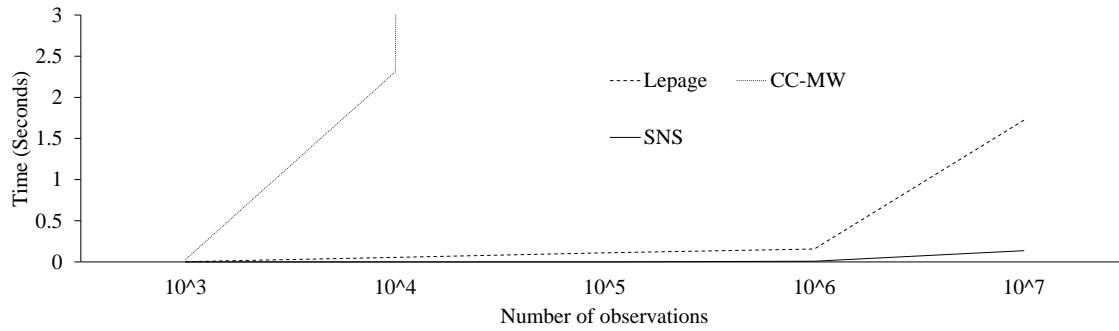 3
2.5
2
1.5
1
0.5
0
Time (Seconds)
Lepage
CC-MW
SNS
10^3
10^4
10^5
10^6
10^7
Number of observations